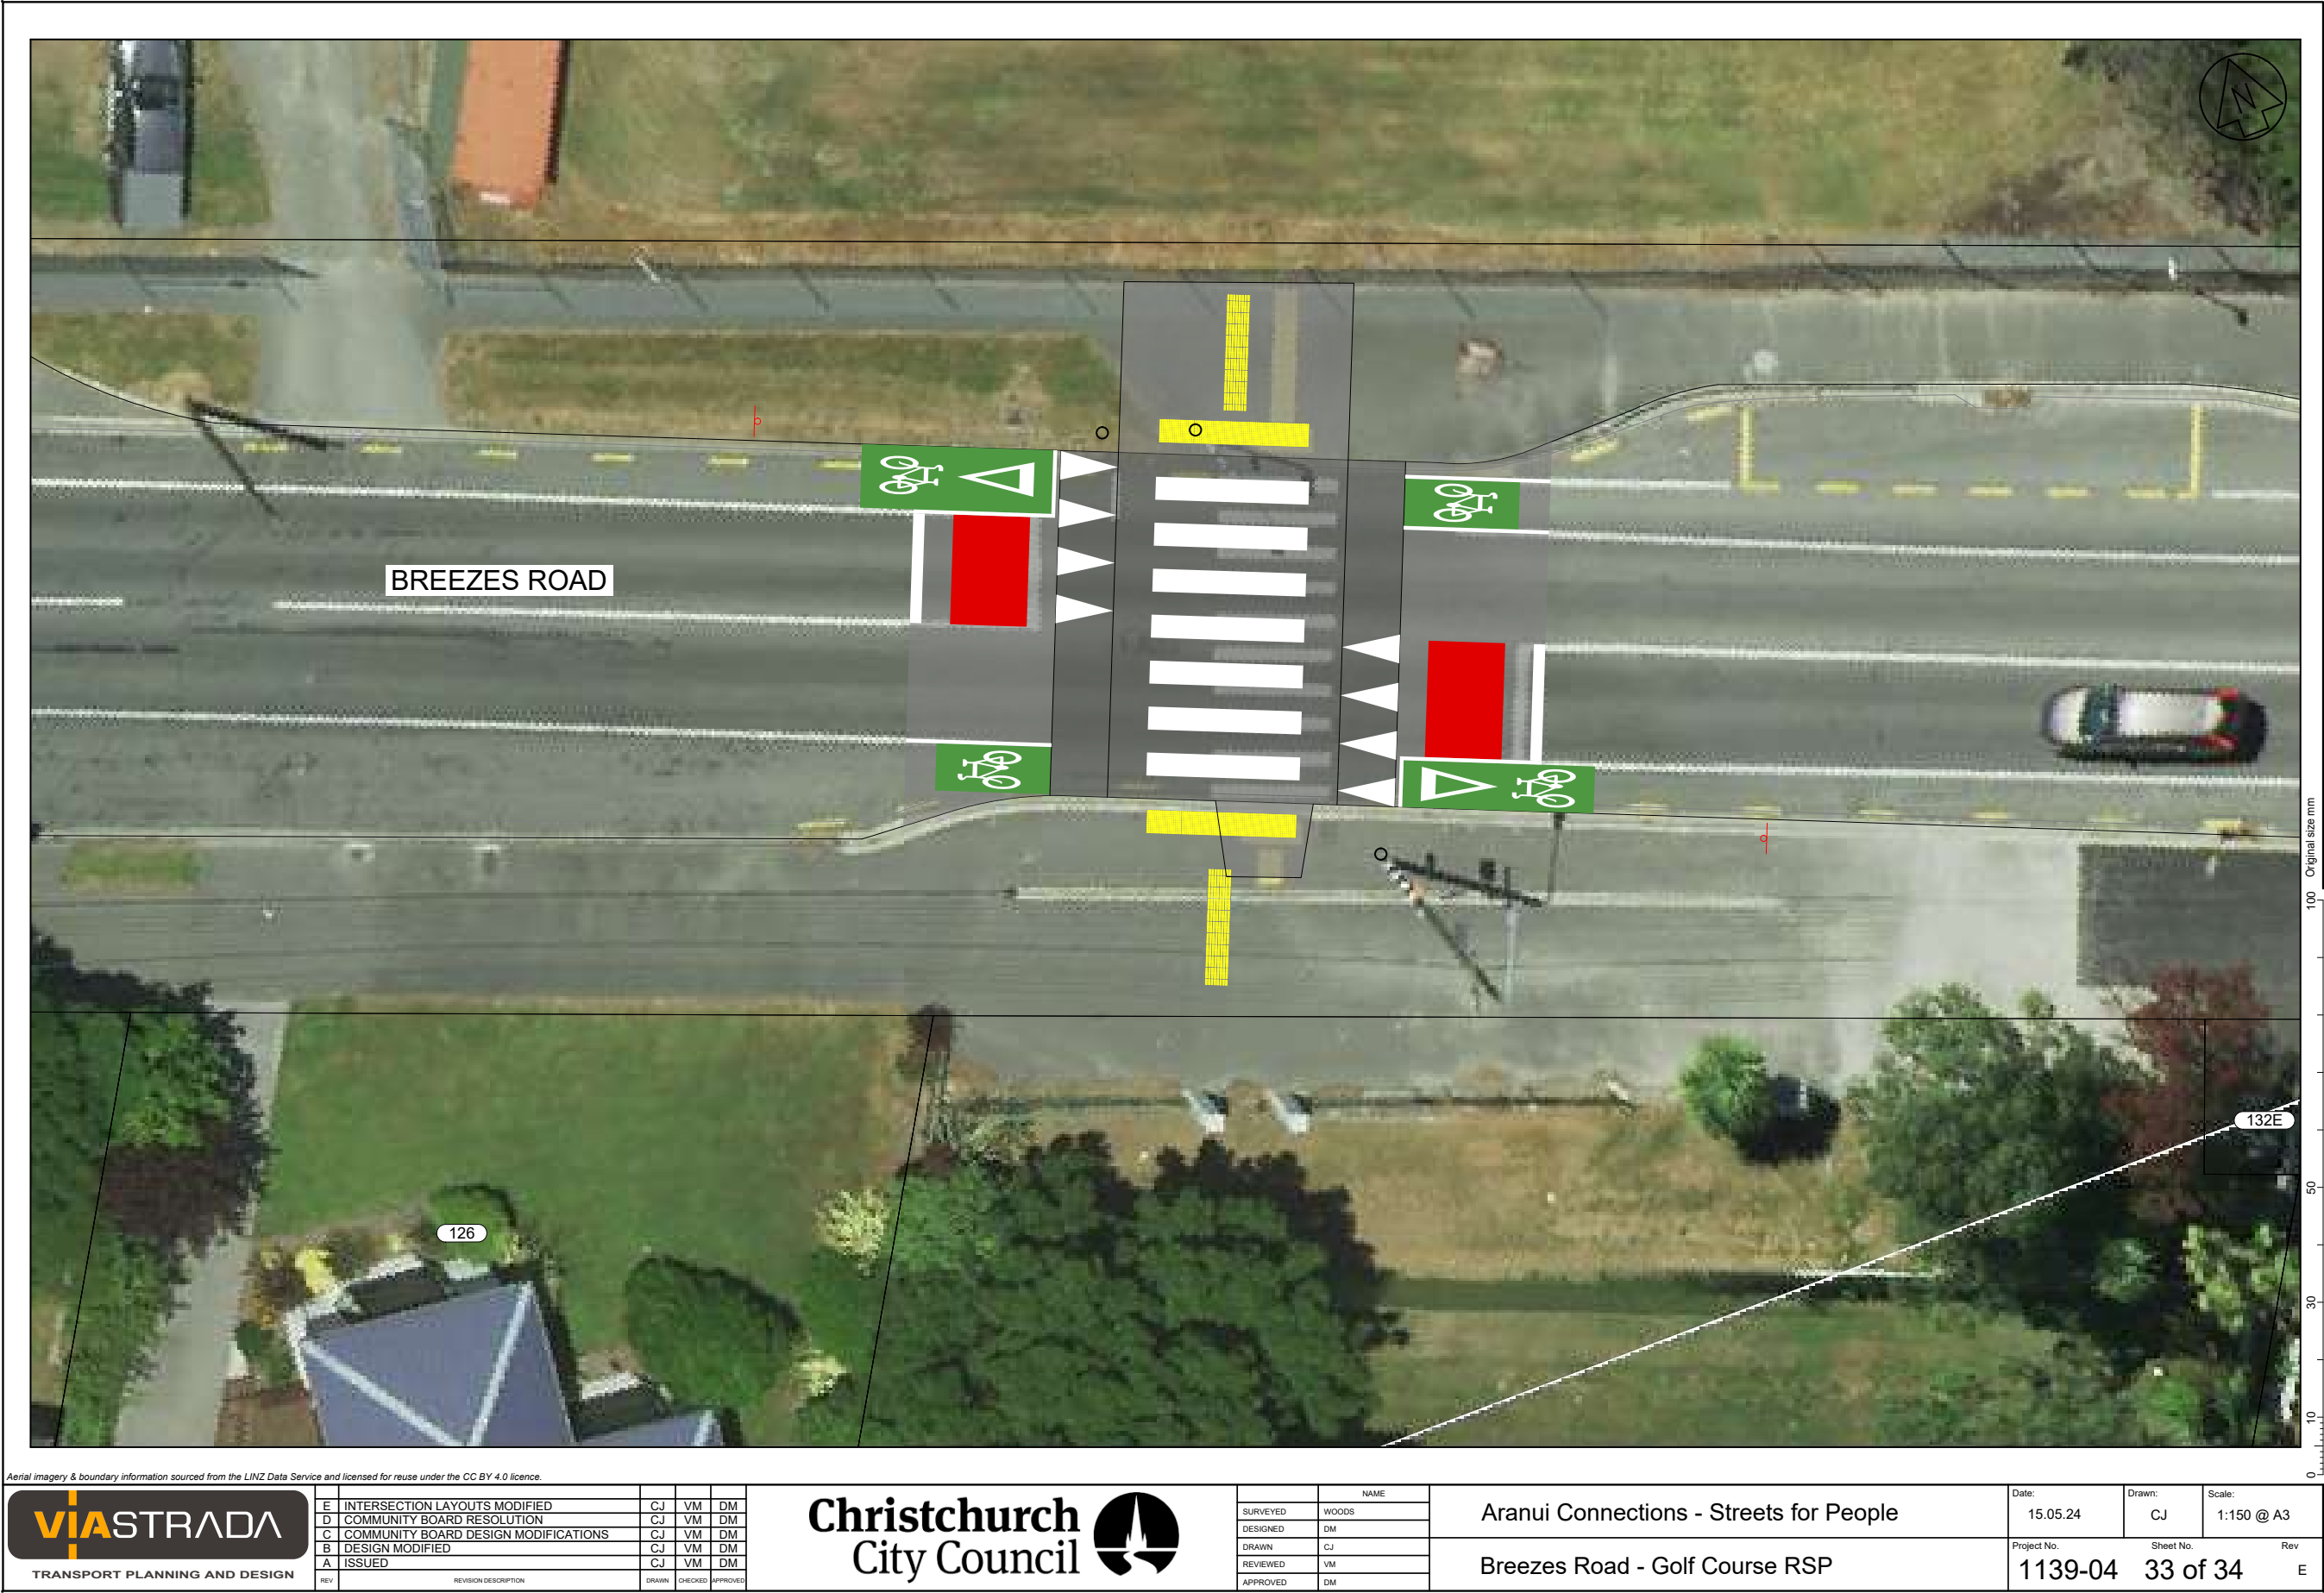 N
BREEZES ROAD
132E
126
Original size mm
100
50
30
10
0
Aerial imagery & boundary information sourced from the LINZ Data Service and licensed for reuse under the CC BY 4.0 licence.
VIASTRADA
TRANSPORT PLANNING AND DESIGN
E INTERSECTION LAYOUTS MODIFIED CJ VM DM
D COMMUNITY BOARD RESOLUTION CJ VM DM
C COMMUNITY BOARD DESIGN MODIFICATIONS CJ VM DM
B DESIGN MODIFIED CJ VM DM
A ISSUED CJ VM DM
REV REVISION DESCRIPTION DRAWN CHECKED APPROVED
Christchurch
City Council
NAME
SURVEYED WOODS
DESIGNED DM
DRAWN CJ
REVIEWED VM
APPROVED DM
Aranui Connections - Streets for People
Breezes Road - Golf Course RSP
Date: Drawn: Scale:
15.05.24 CJ 1:150 @ A3
Project No. Sheet No. Rev
1139-04 33 of 34 E